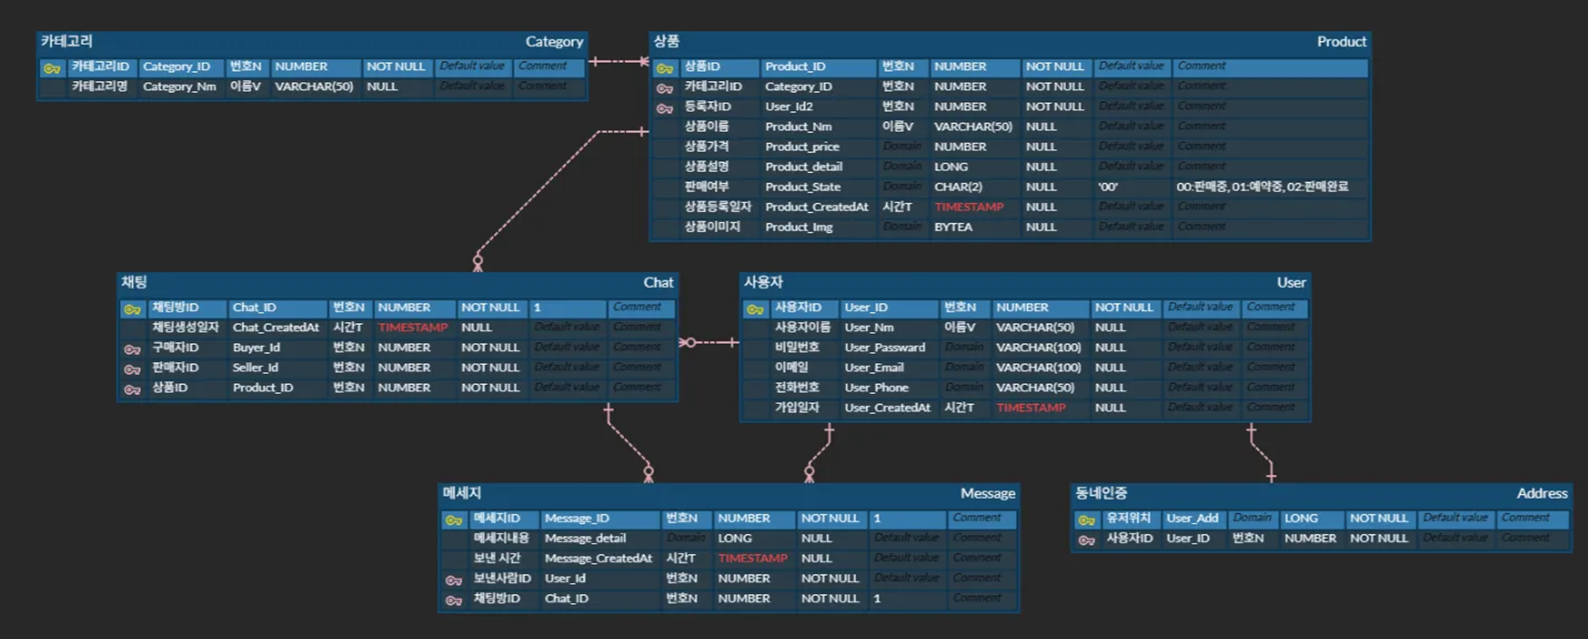 카테고리 Category
카테고리ID Category_ID 번호N NUMBER NOT NULL Default value Comment
카테고리명 Category_Nm 이름V VARCHAR(50) NULL Default value Comment
상품 Product
상품ID Product_ID 번호N NUMBER NOT NULL Default value Comment
카테고리ID Category_ID 번호N NUMBER NOT NULL Default value Comment
등록자ID User_Id2 번호N NUMBER NOT NULL Default value Comment
상품이름 Product_Nm 이름V VARCHAR(50) NULL Default value Comment
상품가격 Product_price Domain NUMBER NULL Default value Comment
상품설명 Product_detail Domain LONG NULL Default value Comment
판매여부 Product_State Domain CHAR(2) NULL '00' 00:판매중, 01:예약중, 02:판매완료
상품등록일자 Product_CreatedAt 시간T TIMESTAMP NULL Default value Comment
상품이미지 Product_Img Domain BYTEA NULL Default value Comment
채팅 Chat
채팅방ID Chat_ID 번호N NUMBER NOT NULL 1 Comment
채팅생성일자 Chat_CreatedAt 시간T TIMESTAMP NULL Default value Comment
구매자ID Buyer_Id 번호N NUMBER NOT NULL Default value Comment
판매자ID Seller_Id 번호N NUMBER NOT NULL Default value Comment
상품ID Product_ID 번호N NUMBER NOT NULL Default value Comment
사용자 User
사용자ID User_ID 번호N NUMBER NOT NULL Default value Comment
사용자이름 User_Nm 이름V VARCHAR(50) NULL Default value Comment
비밀번호 User_Passward Domain VARCHAR(100) NULL Default value Comment
이메일 User_Email Domain VARCHAR(100) NULL Default value Comment
전화번호 User_Phone Domain VARCHAR(50) NULL Default value Comment
가입일자 User_CreatedAt 시간T TIMESTAMP NULL Default value Comment
메세지 Message
메세지ID Message_ID 번호N NUMBER NOT NULL 1 Comment
메세지내용 Message_detail Domain LONG NULL Default value Comment
보낸 시간 Message_CreatedAt 시간T TIMESTAMP NULL Default value Comment
보낸사람ID User_Id 번호N NUMBER NOT NULL Default value Comment
채팅방ID Chat_ID 번호N NUMBER NOT NULL 1 Comment
동네인증 Address
유저위치 User_Add Domain LONG NOT NULL Default value Comment
사용자ID User_ID 번호N NUMBER NOT NULL Default value Comment